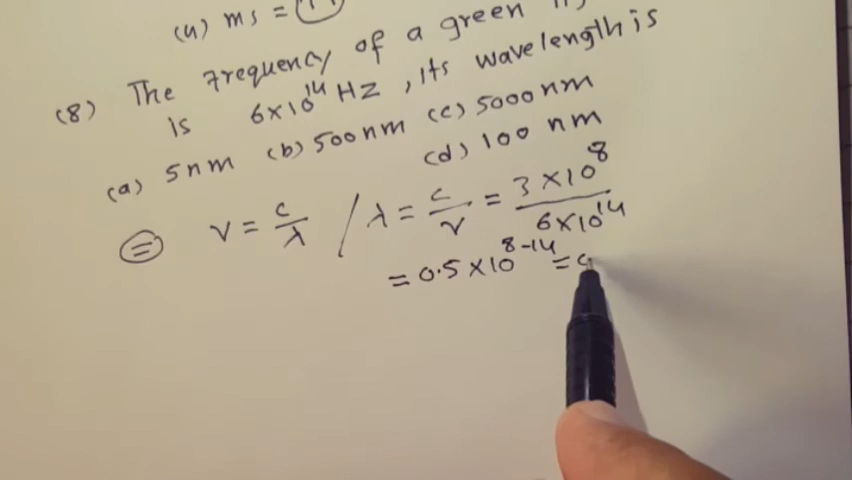 (4) ms =
(8) The frequency of a green
is 6×10¹⁴ HZ, its wavelength is
(a) 5nm (b) 500nm (c) 5000nm
(d) 100 nm
⇒ ν = c/λ / λ = c/ν = 3×10⁸/6×10¹⁴
= 0.5×10⁸⁻¹⁴ =